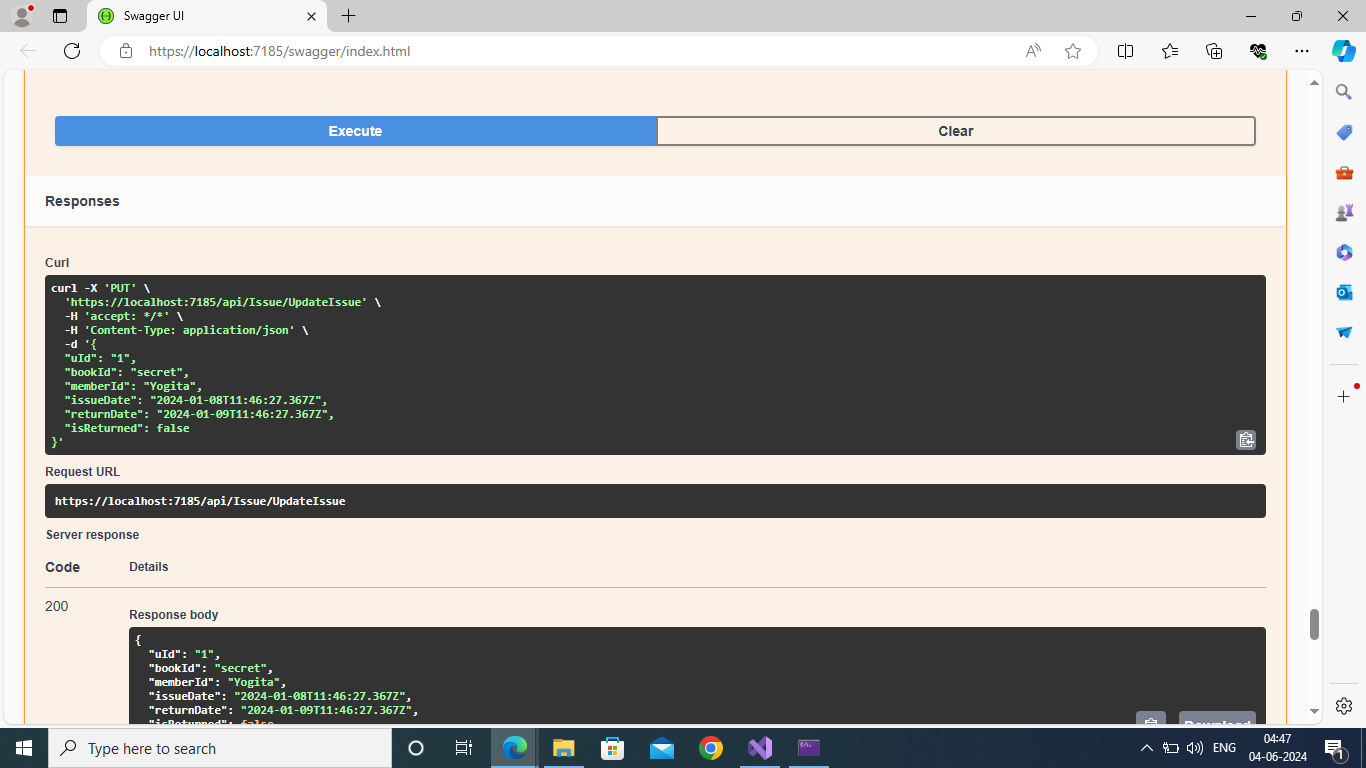 Swagger UI
https://localhost:7185/swagger/index.html
Execute
Clear
Responses
Curl
curl -X 'PUT' \
'https://localhost:7185/api/Issue/UpdateIssue' \
-H 'accept: */*' \
-H 'Content-Type: application/json' \
-d '{
"uId": "1",
"bookId": "secret",
"memberId": "Yogita",
"issueDate": "2024-01-08T11:46:27.367Z",
"returnDate": "2024-01-09T11:46:27.367Z",
"isReturned": false
}'
Request URL
https://localhost:7185/api/Issue/UpdateIssue
Server response
Code
Details
200
Response body
{
"uId": "1",
"bookId": "secret",
"memberId": "Yogita",
"issueDate": "2024-01-08T11:46:27.367Z",
"returnDate": "2024-01-09T11:46:27.367Z",
"isReturned": false
Download
Type here to search
ENG
04:47
04-06-2024
1